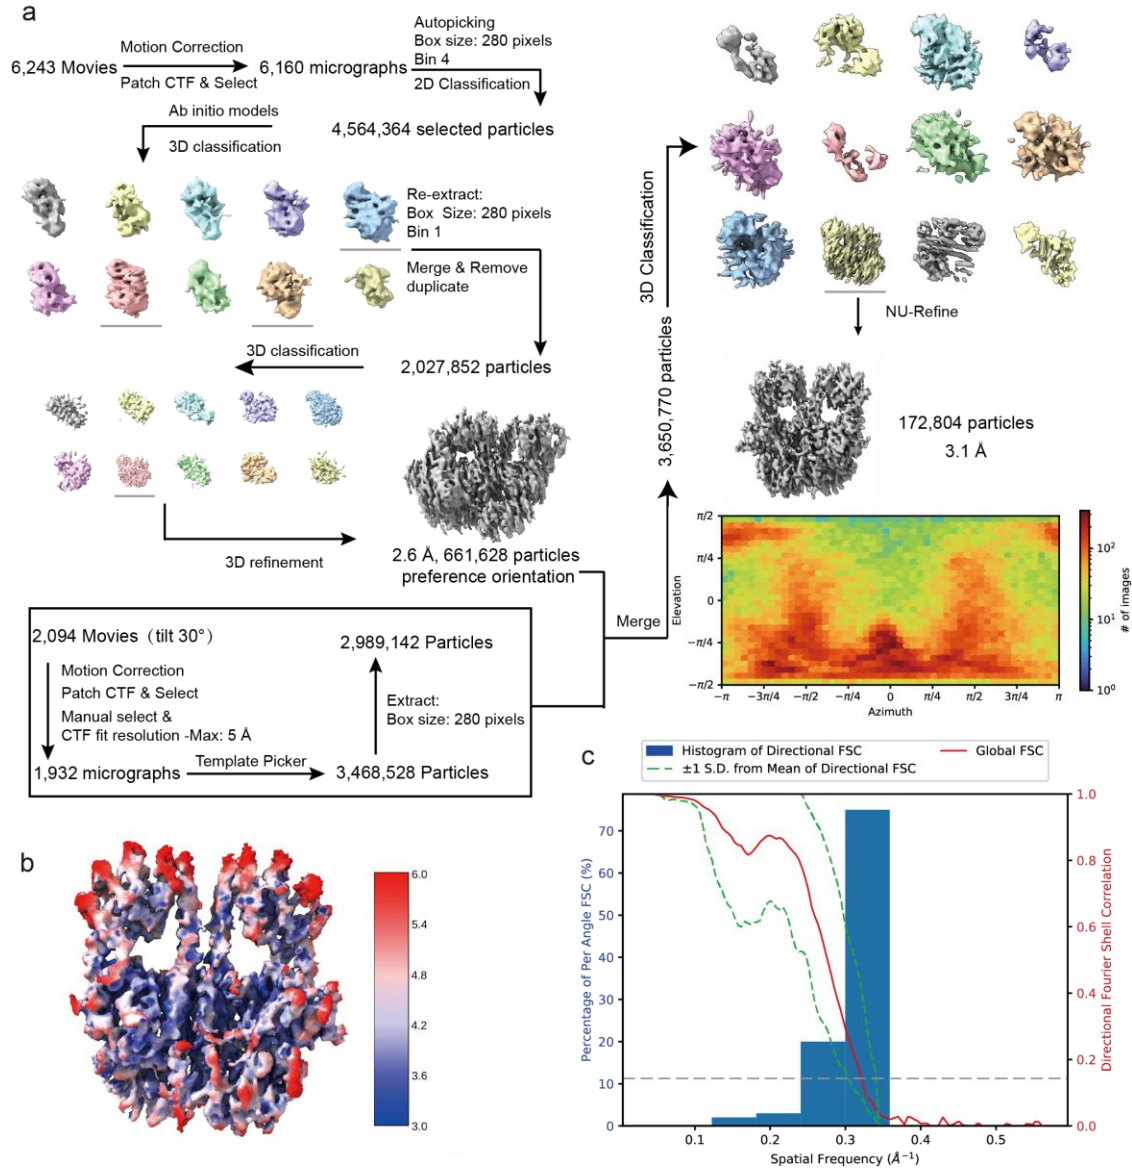 a
6,243 Movies
Motion Correction
Patch CTF & Select
6,160 micrographs
Autopicking
Box size: 280 pixels
Bin 4
2D Classification
4,564,364 selected particles
Ab initio models
3D classification
Re-extract:
Box Size: 280 pixels
Bin 1
Merge & Remove
duplicate
2,027,852 particles
3D classification
3D refinement
2.6 Å, 661,628 particles
preference orientation
2,094 Movies (tilt 30°)
Motion Correction
Patch CTF & Select
Manual select &
CTF fit resolution -Max: 5 Å
1,932 micrographs
Template Picker
3,468,528 Particles
Extract:
Box size: 280 pixels
2,989,142 Particles
Merge
3,650,770 particles
3D Classification
NU-Refine
172,804 particles
3.1 Å
π/2
π/4
0
−π/4
−π/2
Elevation
−π
−3π/4
−π/2
−π/4
0
π/4
π/2
3π/4
π
Azimuth
10²
10¹
10⁰
# of images
b
6.0
5.4
4.8
4.2
3.6
3.0
c
Histogram of Directional FSC
±1 S.D. from Mean of Directional FSC
Global FSC
70
60
50
40
30
20
10
0
Percentage of Per Angle FSC (%)
0.1
0.2
0.3
0.4
0.5
Spatial Frequency (Å⁻¹)
1.0
0.8
0.6
0.4
0.2
0.0
Directional Fourier Shell Correlation